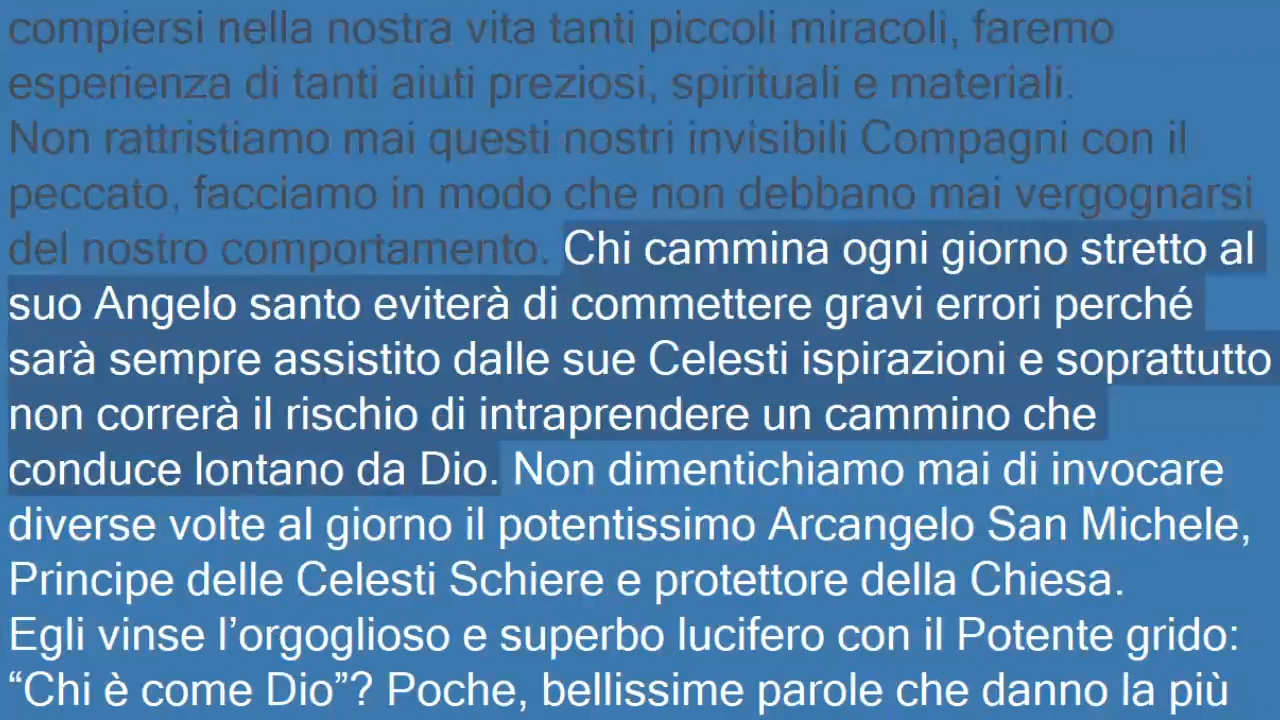 compiersi nella nostra vita tanti piccoli miracoli, faremo
esperienza di tanti aiuti preziosi, spirituali e materiali.
Non rattristiamo mai questi nostri invisibili Compagni con il
peccato, facciamo in modo che non debbano mai vergognarsi
del nostro comportamento. Chi cammina ogni giorno stretto al
suo Angelo santo eviterà di commettere gravi errori perché
sarà sempre assistito dalle sue Celesti ispirazioni e soprattutto
non correrà il rischio di intraprendere un cammino che
conduce lontano da Dio. Non dimentichiamo mai di invocare
diverse volte al giorno il potentissimo Arcangelo San Michele,
Principe delle Celesti Schiere e protettore della Chiesa.
Egli vinse l’orgoglioso e superbo lucifero con il Potente grido:
“Chi è come Dio”? Poche, bellissime parole che danno la più